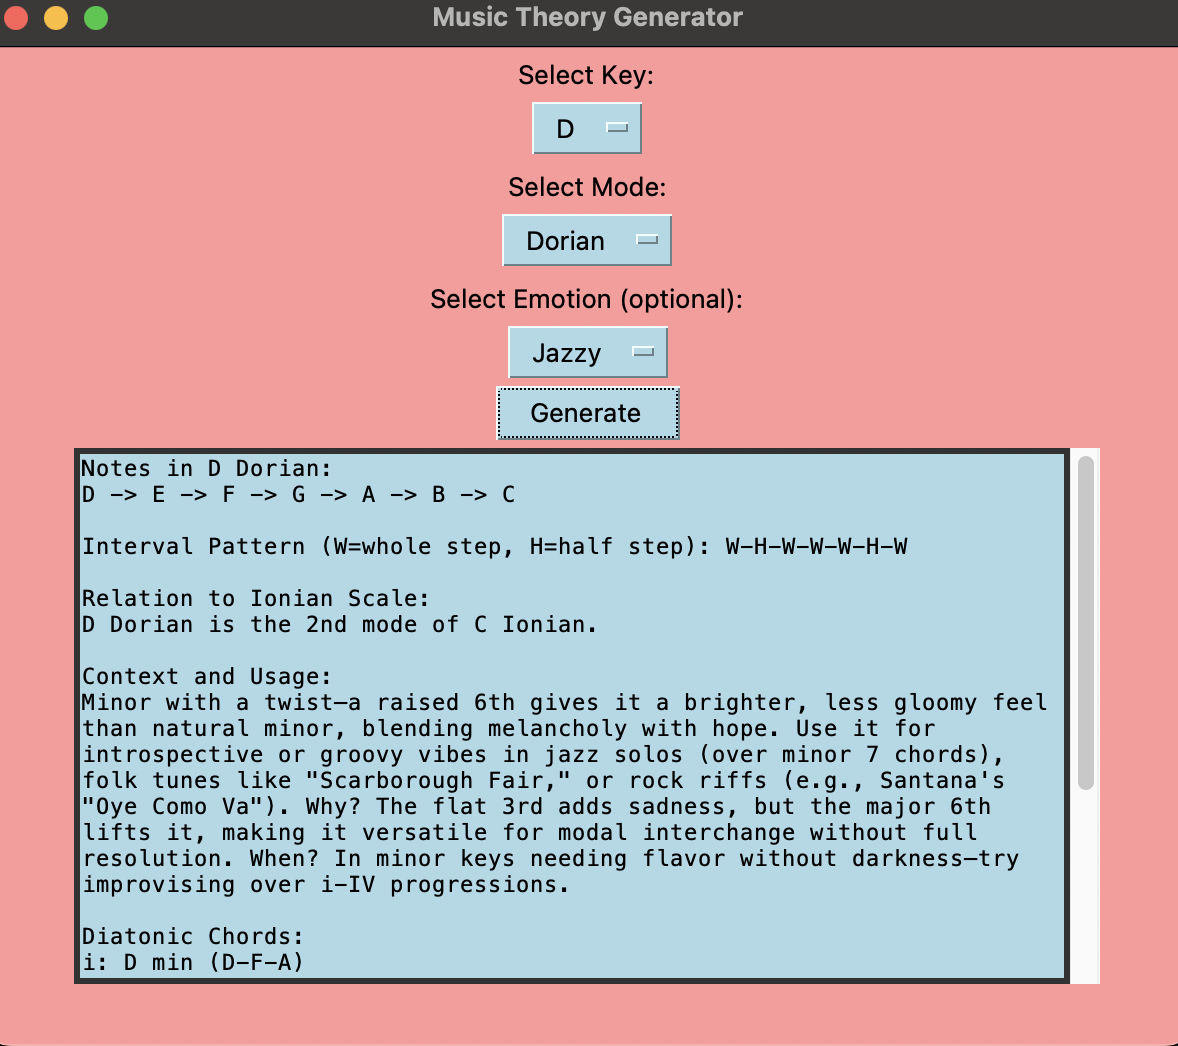 Music Theory Generator
Select Key:
D
Select Mode:
Dorian
Select Emotion (optional):
Jazzy
Generate
Notes in D Dorian:
D -> E -> F -> G -> A -> B -> C
Interval Pattern (W=whole step, H=half step): W-H-W-W-W-H-W
Relation to Ionian Scale:
D Dorian is the 2nd mode of C Ionian.
Context and Usage:
Minor with a twist—a raised 6th gives it a brighter, less gloomy feel
than natural minor, blending melancholy with hope. Use it for
introspective or groovy vibes in jazz solos (over minor 7 chords),
folk tunes like "Scarborough Fair," or rock riffs (e.g., Santana's
"Oye Como Va"). Why? The flat 3rd adds sadness, but the major 6th
lifts it, making it versatile for modal interchange without full
resolution. When? In minor keys needing flavor without darkness—try
improvising over i-IV progressions.
Diatonic Chords:
i: D min (D-F-A)